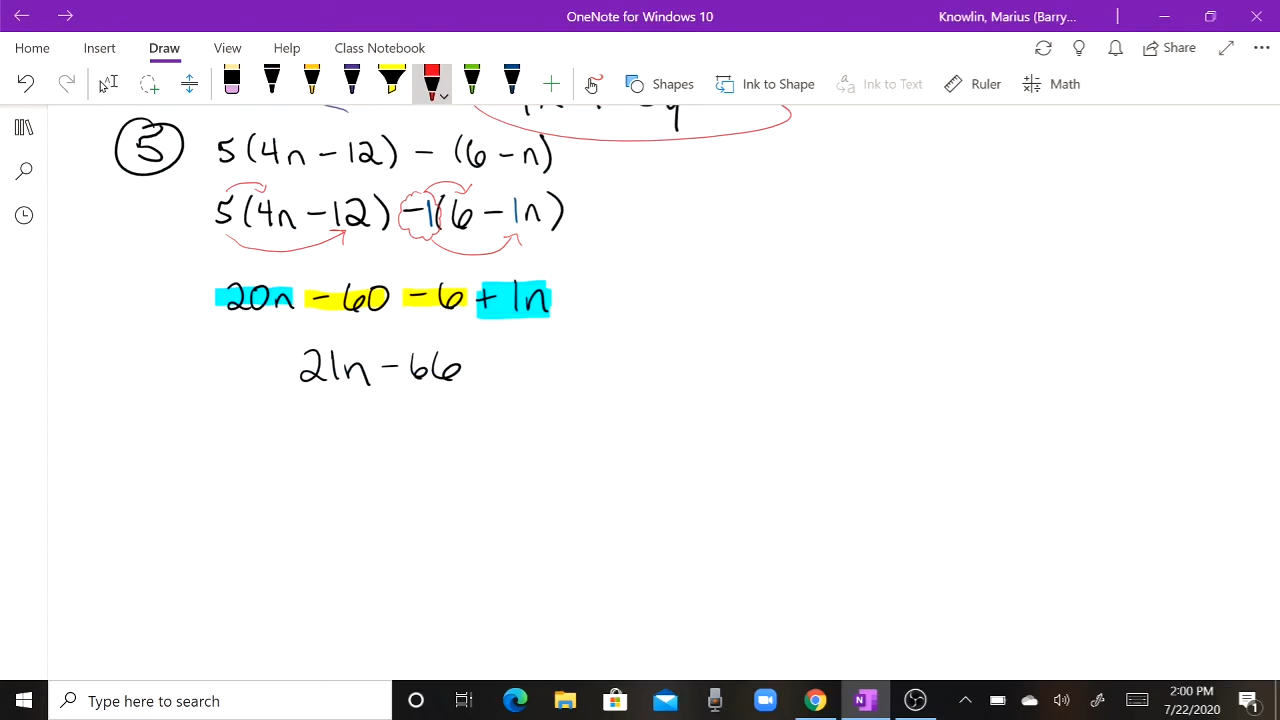 OneNote for Windows 10
Knowlin, Marius (Barry...
Home Insert Draw View Help Class Notebook
Share
Shapes Ink to Shape Ink to Text Ruler Math
5 5(4n - 12) - (6 - n)
5(4n - 12) - 1(6 - 1n)
20n - 60 - 6 + 1n
21n - 66
Type here to search
2:00 PM
7/22/2020
1